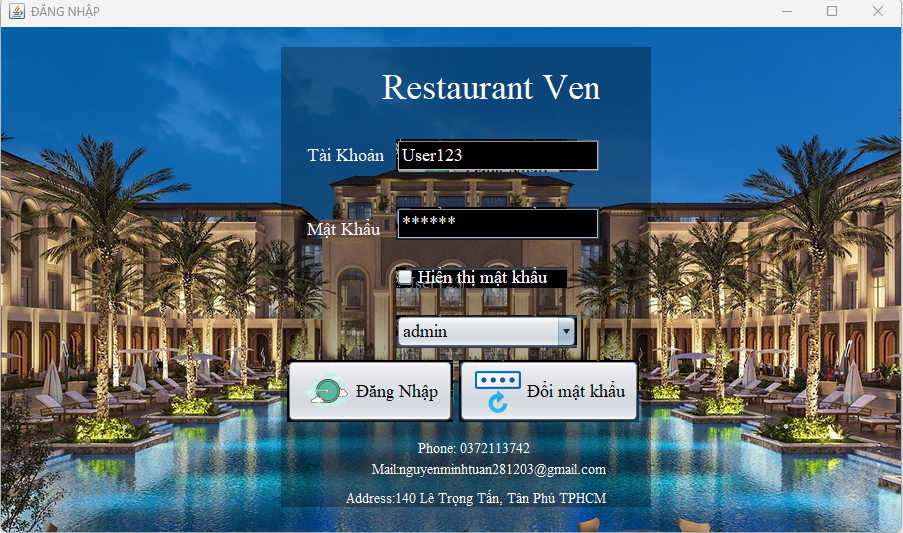 ĐĂNG NHẬP
Restaurant Ven
Tài Khoản User123
Mật Khẩu ******
Hiển thị mật khẩu
admin
Đăng Nhập Đổi mật khẩu
Phone: 0372113742
Mail:nguyenminhtuan281203@gmail.com
Address:140 Lê Trọng Tấn, Tân Phú TPHCM